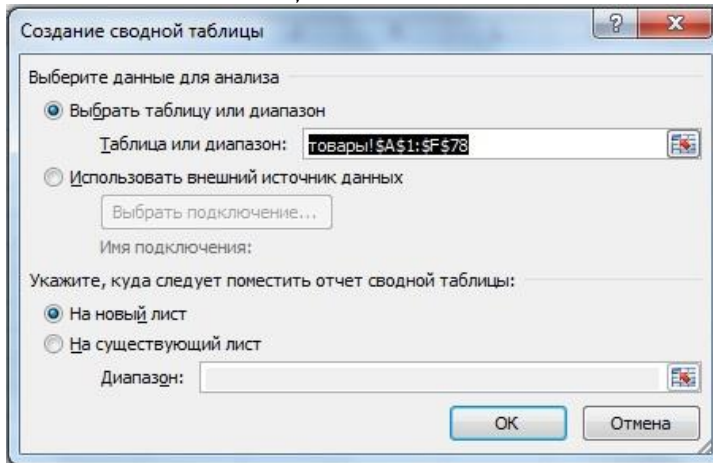 Создание сводной таблицы
Выберите данные для анализа
Выбрать таблицу или диапазон
Таблица или диапазон: товары!$A$1:$F$78
Использовать внешний источник данных
Выбрать подключение...
Имя подключения:
Укажите, куда следует поместить отчет сводной таблицы:
На новый лист
На существующий лист
Диапазон:
ОК Отмена